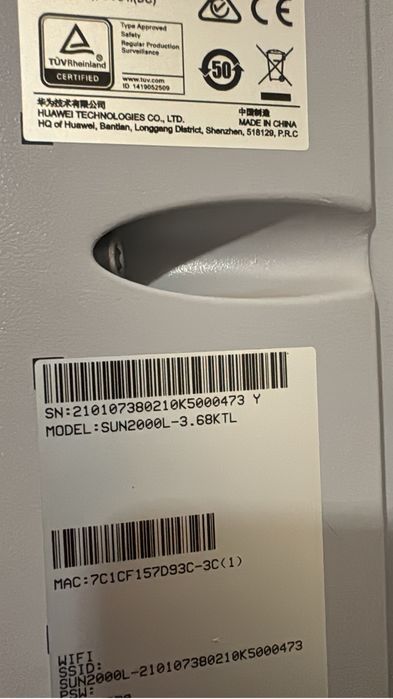 TÜVRheinland
®
CERTIFIED
Type Approved
Safety
Regular Production
Surveillance
www.tuv.com
ID 1419052509
CE
50
华为技术有限公司
HUAWEI TECHNOLOGIES CO., LTD.
HQ of Huawei, Bantian, Longgang District, Shenzhen, 518129, P.R.C
中国制造
MADE IN CHINA
SN:210107380210K5000473 Y
MODEL:SUN2000L-3.68KTL
MAC:7C1CF157D93C-3C(1)
WIFI
SSID:
SUN2000L-210107380210K5000473
PSW: